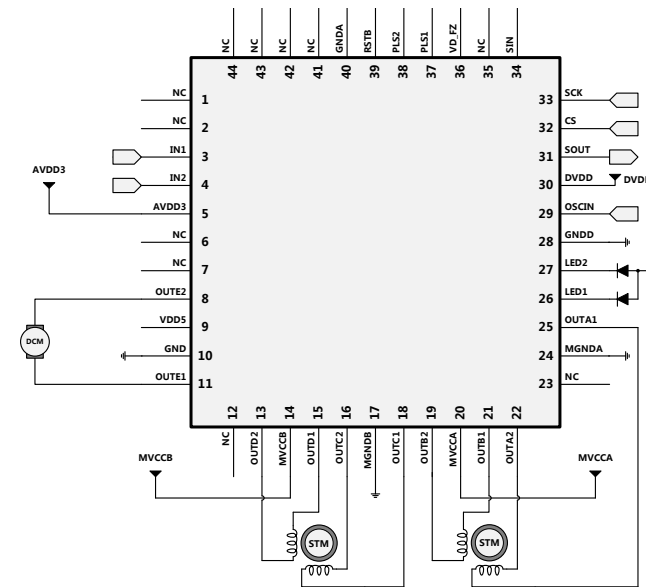 NC NC NC NC GNDA RSTB PLS2 PLS1 VD_FZ NC SIN
44 43 42 41 40 39 38 37 36 35 34
NC 1 33 SCK
NC 2 32 CS
IN1 3 31 SOUT
AVDD3
IN2 4 30 DVDD
AVDD3 5 29 OSCIN
NC 6 28 GNDD
NC 7 27 LED2
OUTE2 8 26 LED1
VDD5 9 25 OUTA1
DCM
GND 10 24 MGNDA
OUTE1 11 23 NC
12 13 14 15 16 17 18 19 20 21 22
NC OUTD2 MVCCB OUTD1 OUTC2 MGNDB OUTC1 OUTB2 MVCCA OUTB1 OUTA2
MVCCB MVCCA
STM STM